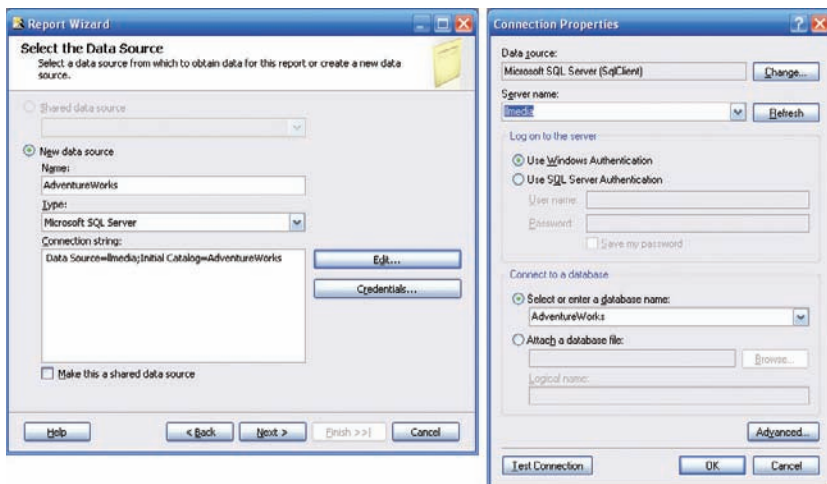 Report Wizard
Select the Data Source
Select a data source from which to obtain data for this report or create a new data
source.
Shared data source
New data source
Name:
AdventureWorks
Type:
Microsoft SQL Server
Connection string:
Data Source=llmedia;Initial Catalog=AdventureWorks
Edit...
Credentials...
Make this a shared data source
Help
< Back
Next >
Finish >>|
Cancel
Connection Properties
Data source:
Microsoft SQL Server (SqlClient)
Change...
Server name:
llmedia
Refresh
Log on to the server
Use Windows Authentication
Use SQL Server Authentication
User name:
Password:
Save my password
Connect to a database
Select or enter a database name:
AdventureWorks
Attach a database file:
Browse...
Logical name:
Advanced...
Test Connection
OK
Cancel